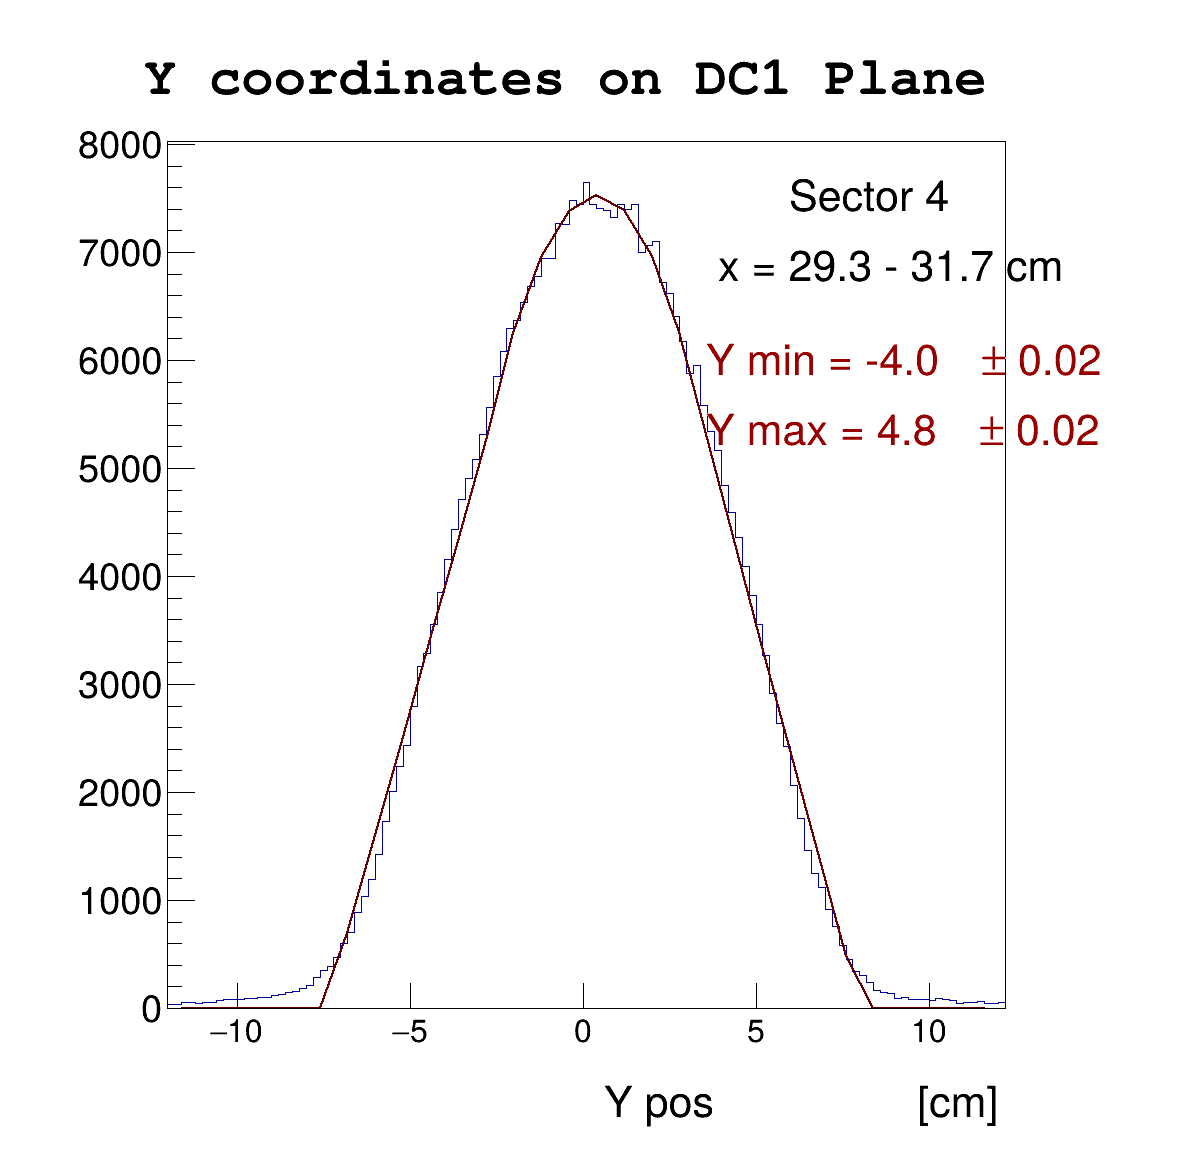 Y coordinates on DC1 Plane
8000
7000
6000
5000
4000
3000
2000
1000
0
Sector 4
x = 29.3 - 31.7 cm
Y min = -4.0 ± 0.02
Y max = 4.8 ± 0.02
−10 −5 0 5 10
Y pos [cm]